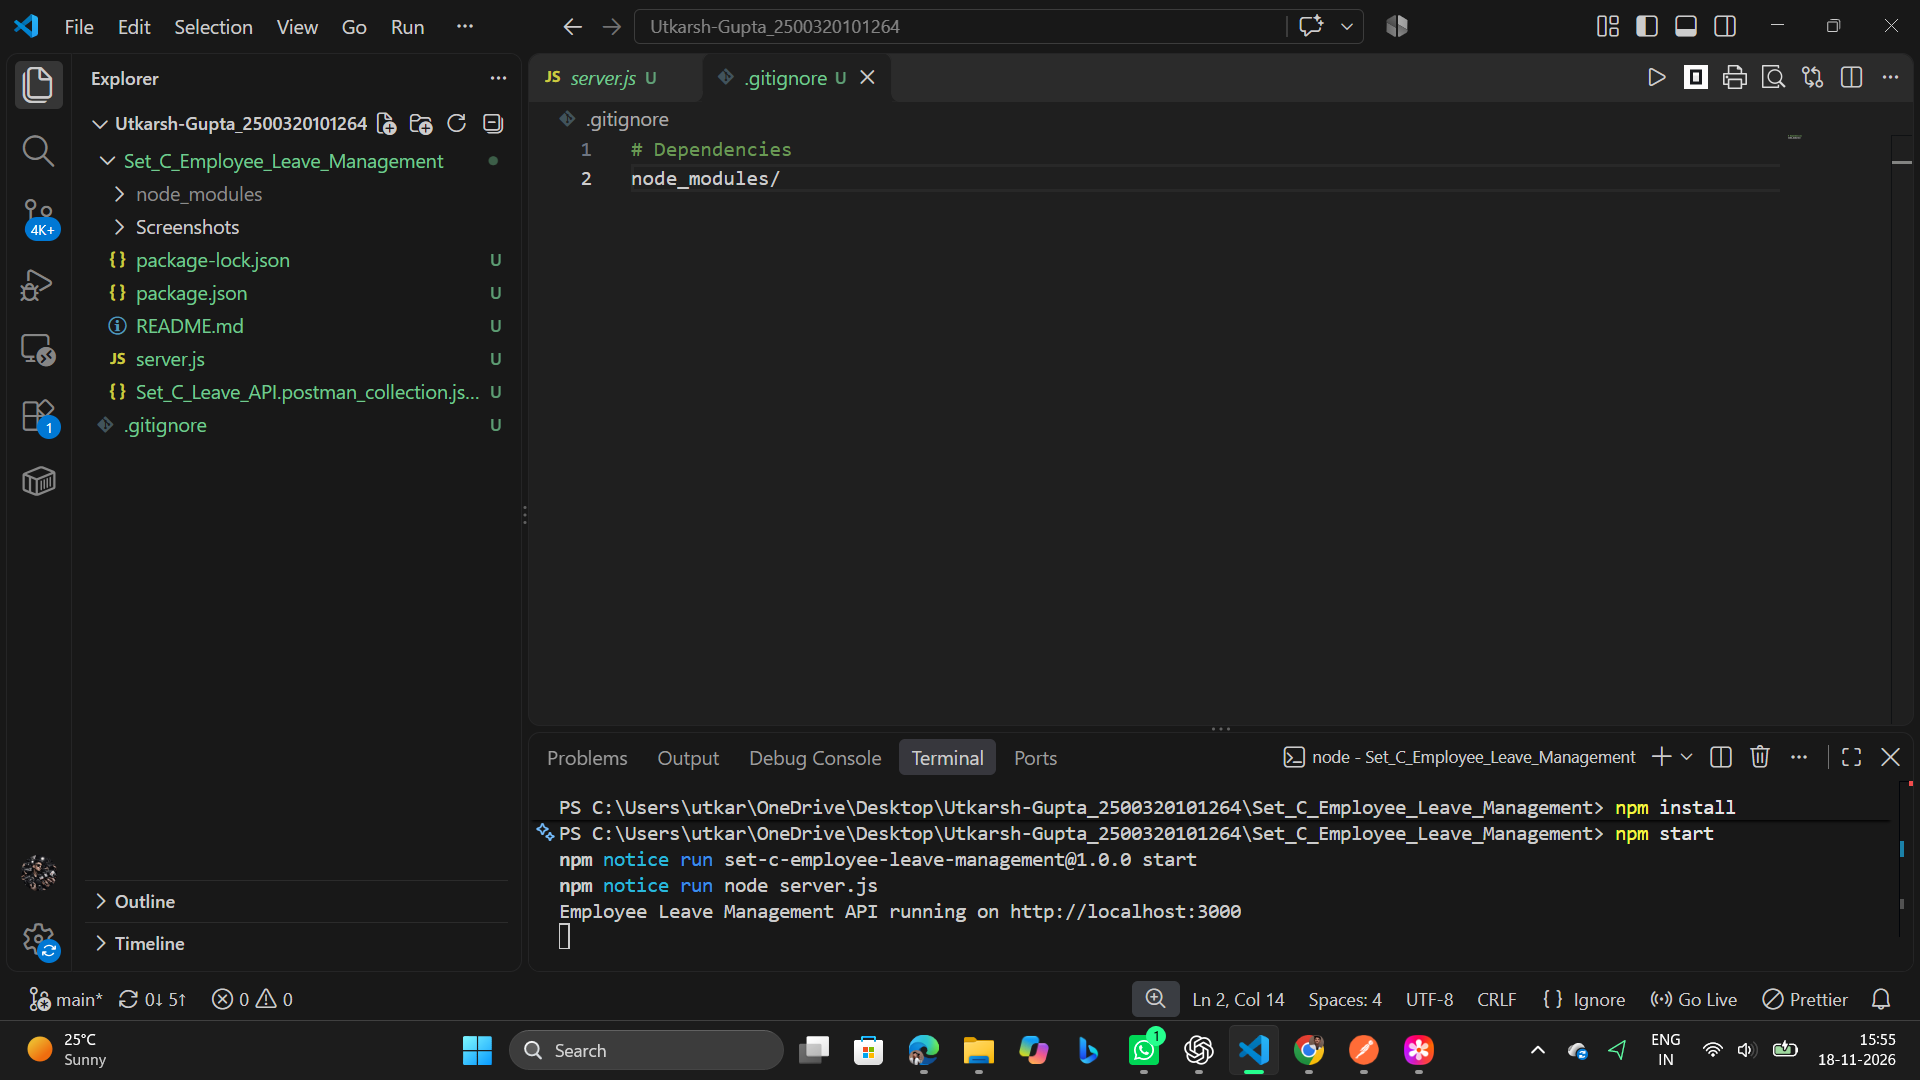 File Edit Selection View Go Run ···
Utkarsh-Gupta_2500320101264
Explorer
Utkarsh-Gupta_2500320101264
Set_C_Employee_Leave_Management
node_modules
Screenshots
{} package-lock.json U
{} package.json U
README.md U
JS server.js U
{} Set_C_Leave_API.postman_collection.js... U
.gitignore U
4K+
1
Outline
Timeline
JS server.js U
.gitignore U
.gitignore
1 # Dependencies
2 node_modules/
Problems Output Debug Console Terminal Ports
node - Set_C_Employee_Leave_Management
PS C:\Users\utkar\OneDrive\Desktop\Utkarsh-Gupta_2500320101264\Set_C_Employee_Leave_Management> npm install
PS C:\Users\utkar\OneDrive\Desktop\Utkarsh-Gupta_2500320101264\Set_C_Employee_Leave_Management> npm start
npm notice run set-c-employee-leave-management@1.0.0 start
npm notice run node server.js
Employee Leave Management API running on http://localhost:3000
main* 0↓ 5↑ 0 0
Ln 2, Col 14 Spaces: 4 UTF-8 CRLF {} Ignore Go Live Prettier
25°C
Sunny
Search
1
ENG
IN
15:55
18-11-2026